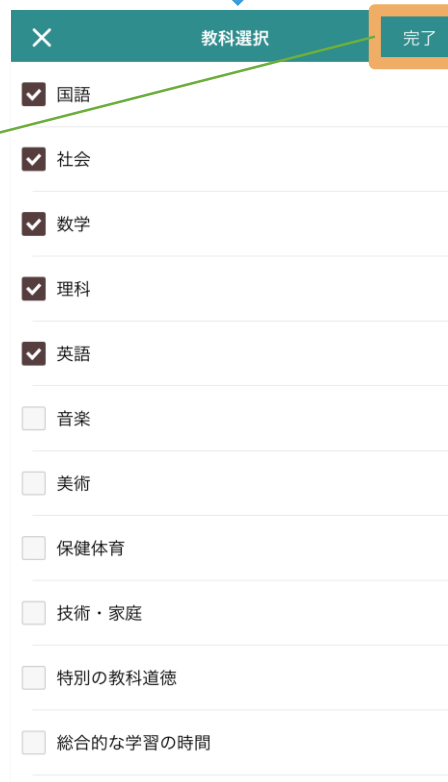 教科選択
完了
国語
社会
数学
理科
英語
音楽
美術
保健体育
技術・家庭
特別の教科道徳
総合的な学習の時間